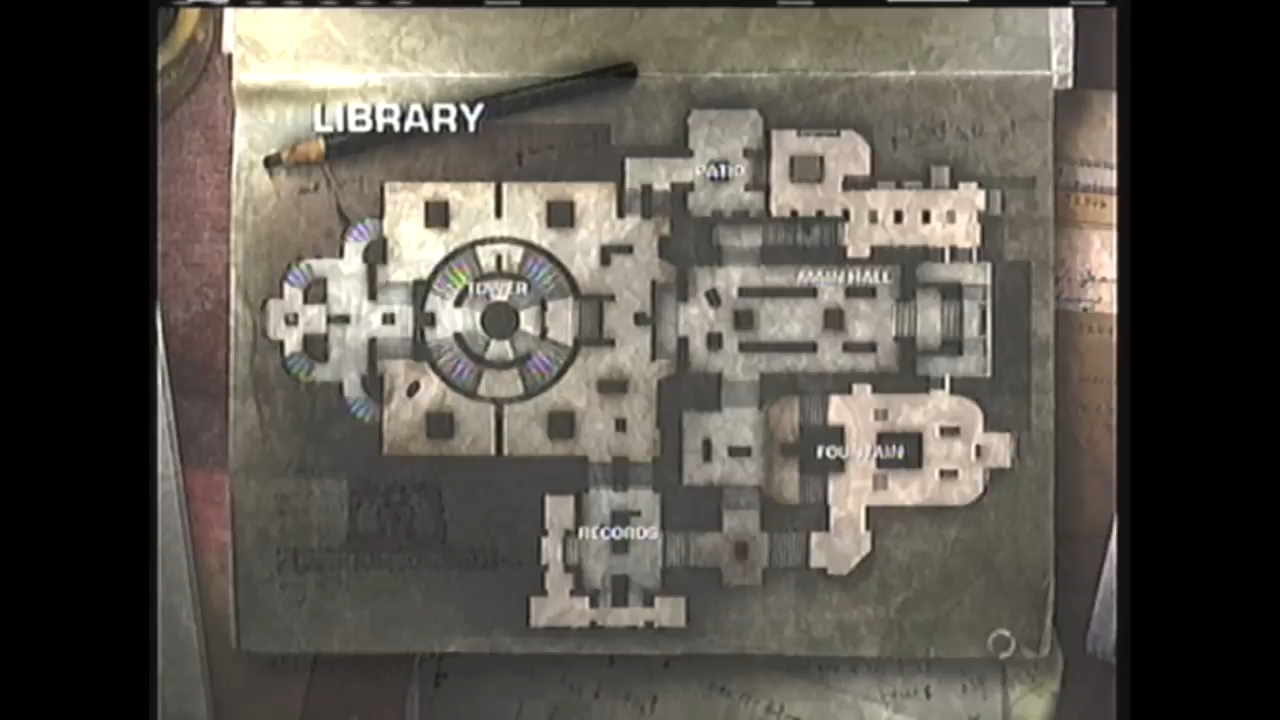 LIBRARY
PATIO
MAIN HALL
TOWER
FOUNTAIN
RECORDS